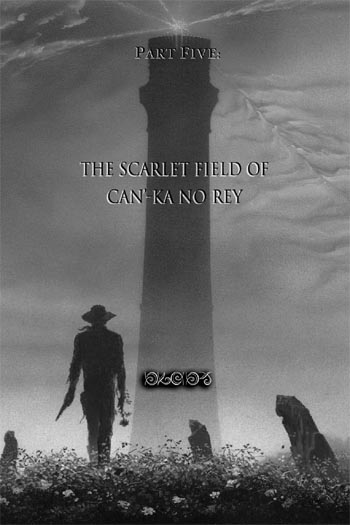 PART FIVE:
THE SCARLET FIELD OF
CAN'-KA NO REY